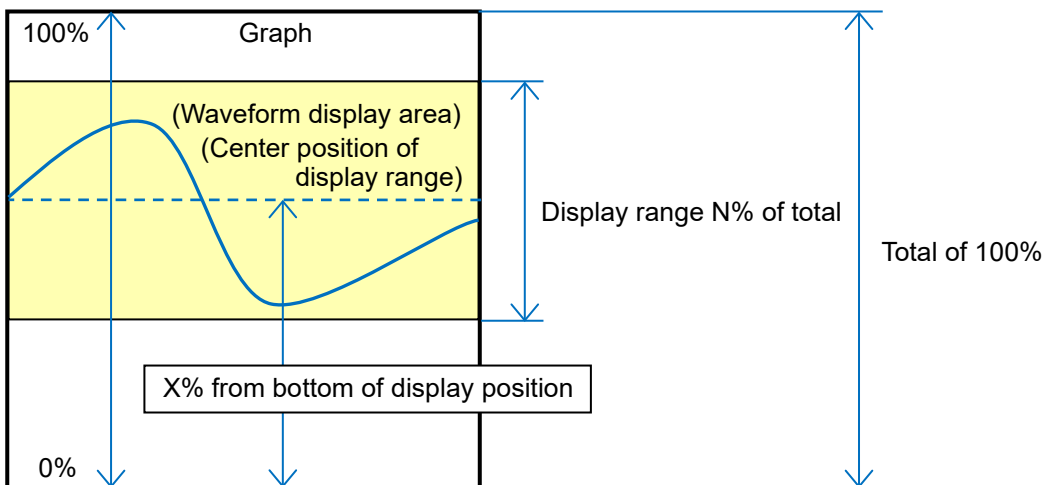 100%
Graph
(Waveform display area)
(Center position of
display range)
Display range N% of total
Total of 100%
X% from bottom of display position
0%